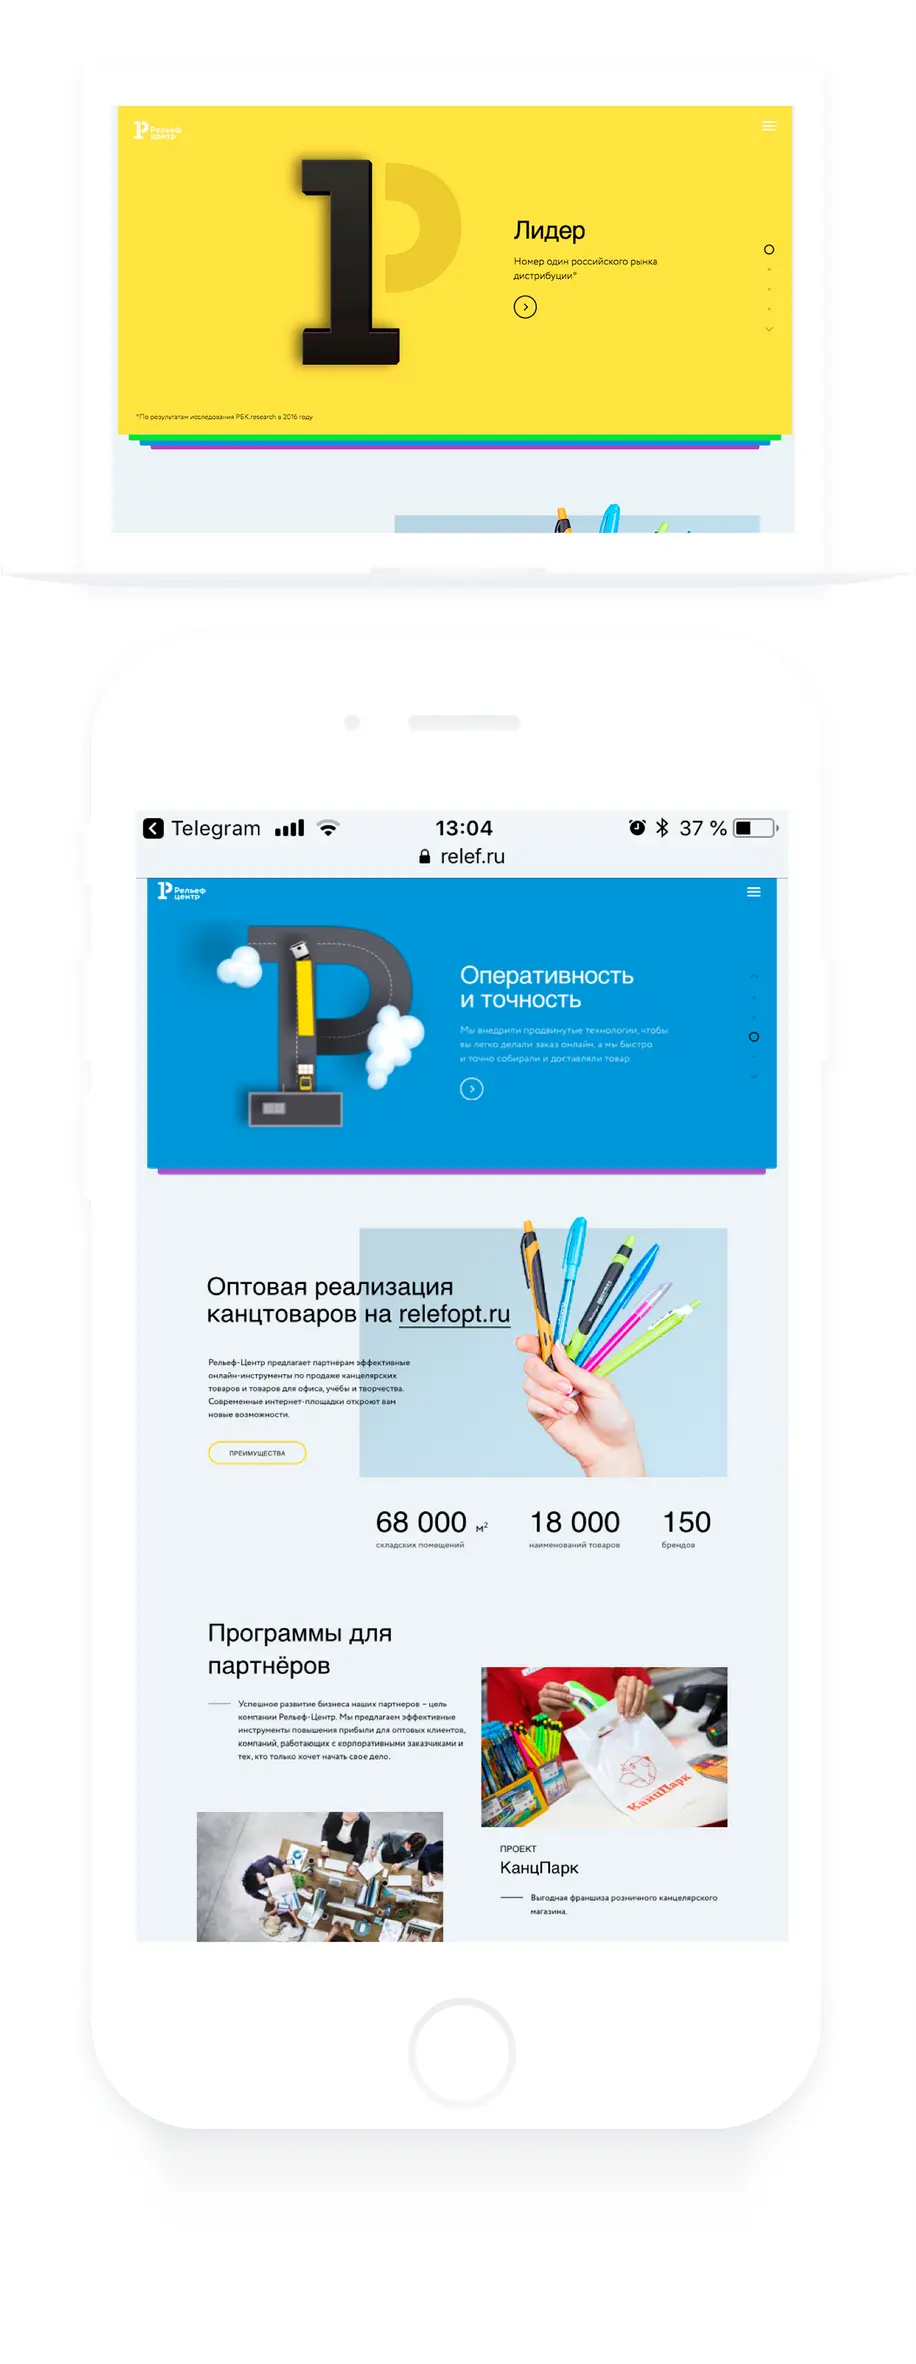 Рельеф
центр
Лидер
Номер один российского рынка
дистрибуции*
*По результатам исследования РБК.research в 2016 году
Telegram
13:04
37 %
relef.ru
Рельеф
центр
Оперативность
и точность
Мы внедрили продвинутые технологии, чтобы
вы легко делали заказ онлайн, а мы быстро
и точно собирали и доставляли товар
Оптовая реализация
канцтоваров на relefopt.ru
Рельеф-Центр предлагает партнёрам эффективные
онлайн-инструменты по продаже канцелярских
товаров и товаров для офиса, учёбы и творчества.
Современные интернет-площадки откроют вам
новые возможности.
ПРЕИМУЩЕСТВА
68 000 м²
складских помещений
18 000
наименований товаров
150
брендов
Программы для
партнёров
Успешное развитие бизнеса наших партнеров – цель
компании Рельеф-Центр. Мы предлагаем эффективные
инструменты повышения прибыли для оптовых клиентов,
компаний, работающих с корпоративными заказчиками и
тех, кто только хочет начать свое дело.
КанцПарк
ПРОЕКТ
КанцПарк
Выгодная франшиза розничного канцелярского
магазина.